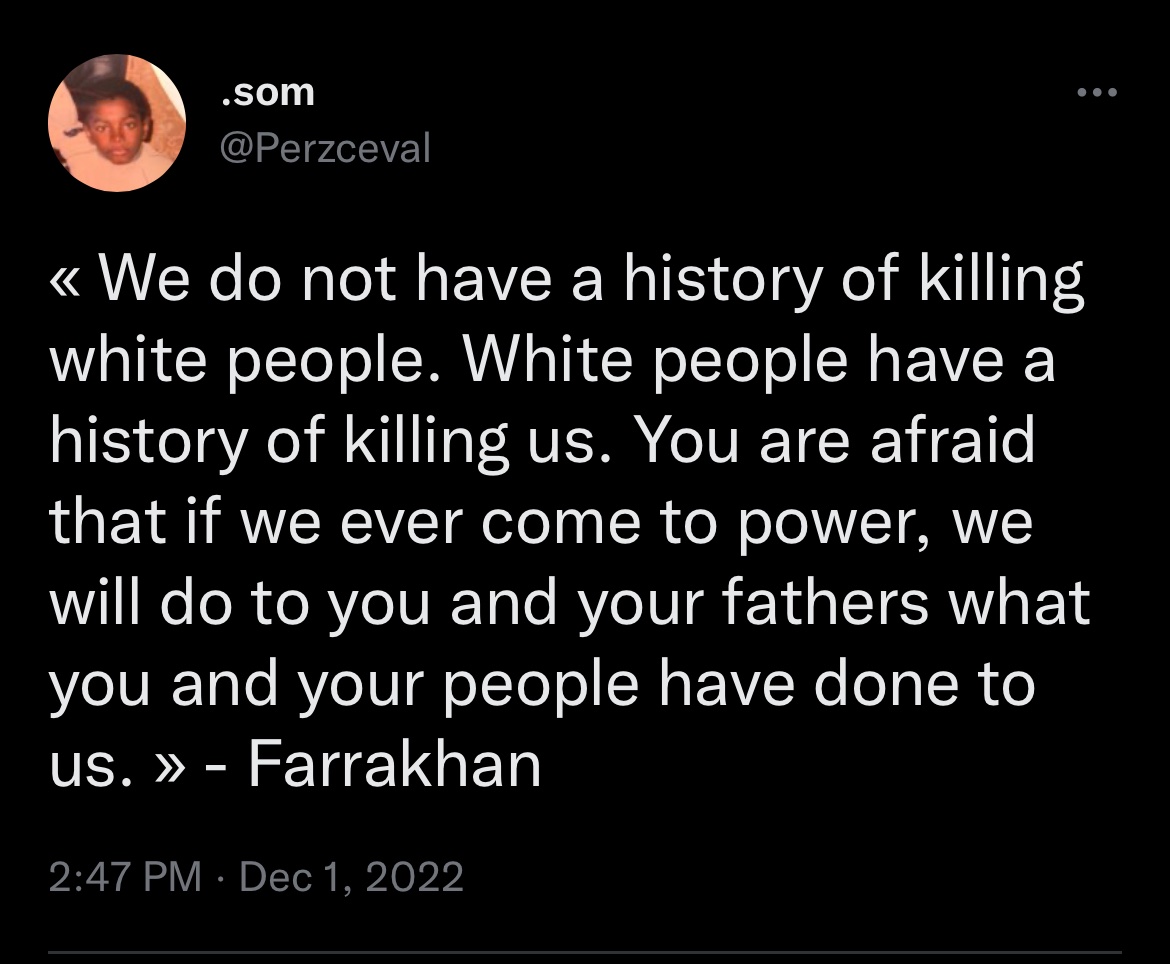 .som
@Perzceval
« We do not have a history of killing
white people. White people have a
history of killing us. You are afraid
that if we ever come to power, we
will do to you and your fathers what
you and your people have done to
us. » - Farrakhan
2:47 PM · Dec 1, 2022